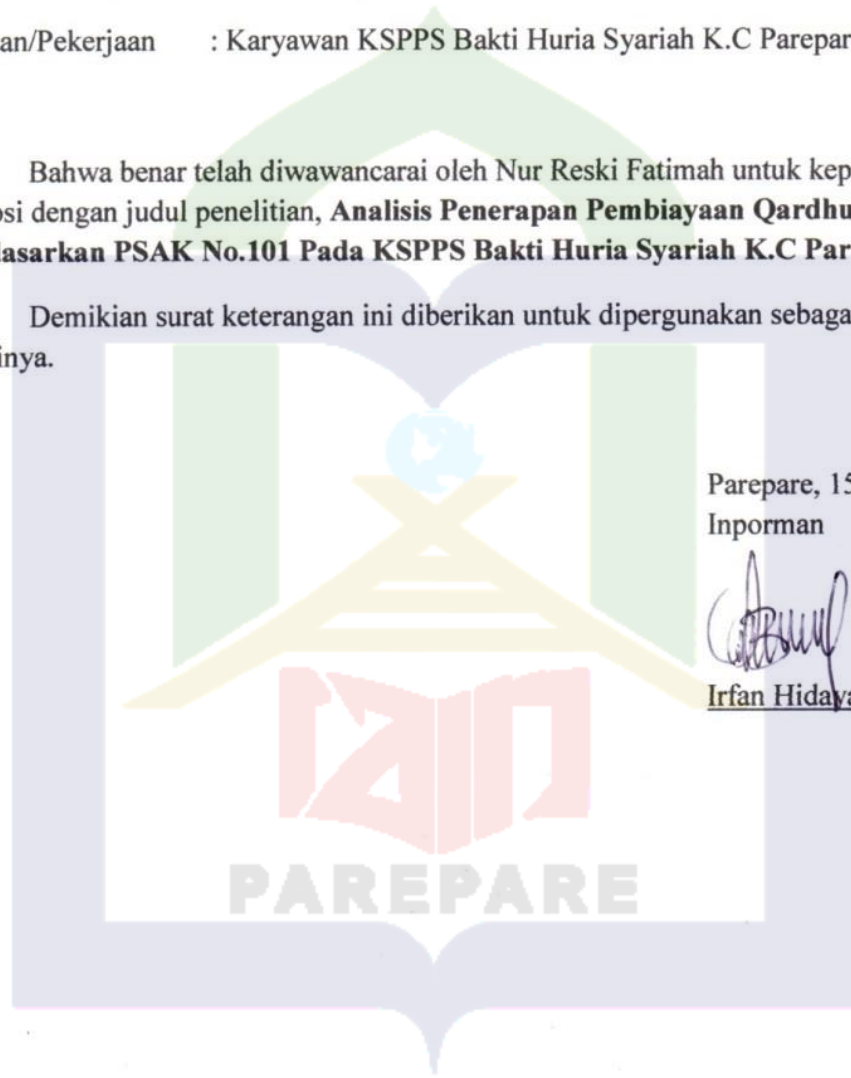 an/Pekerjaan : Karyawan KSPPS Bakti Huria Syariah K.C Parepar
Bahwa benar telah diwawancarai oleh Nur Reski Fatimah untuk kep
si dengan judul penelitian, Analisis Penerapan Pembiayaan Qardhu
lasarkan PSAK No.101 Pada KSPPS Bakti Huria Syariah K.C Par
Demikian surat keterangan ini diberikan untuk dipergunakan sebaga
inya.
Parepare, 15
Inporman
Irfan Hidaya
PAREPARE